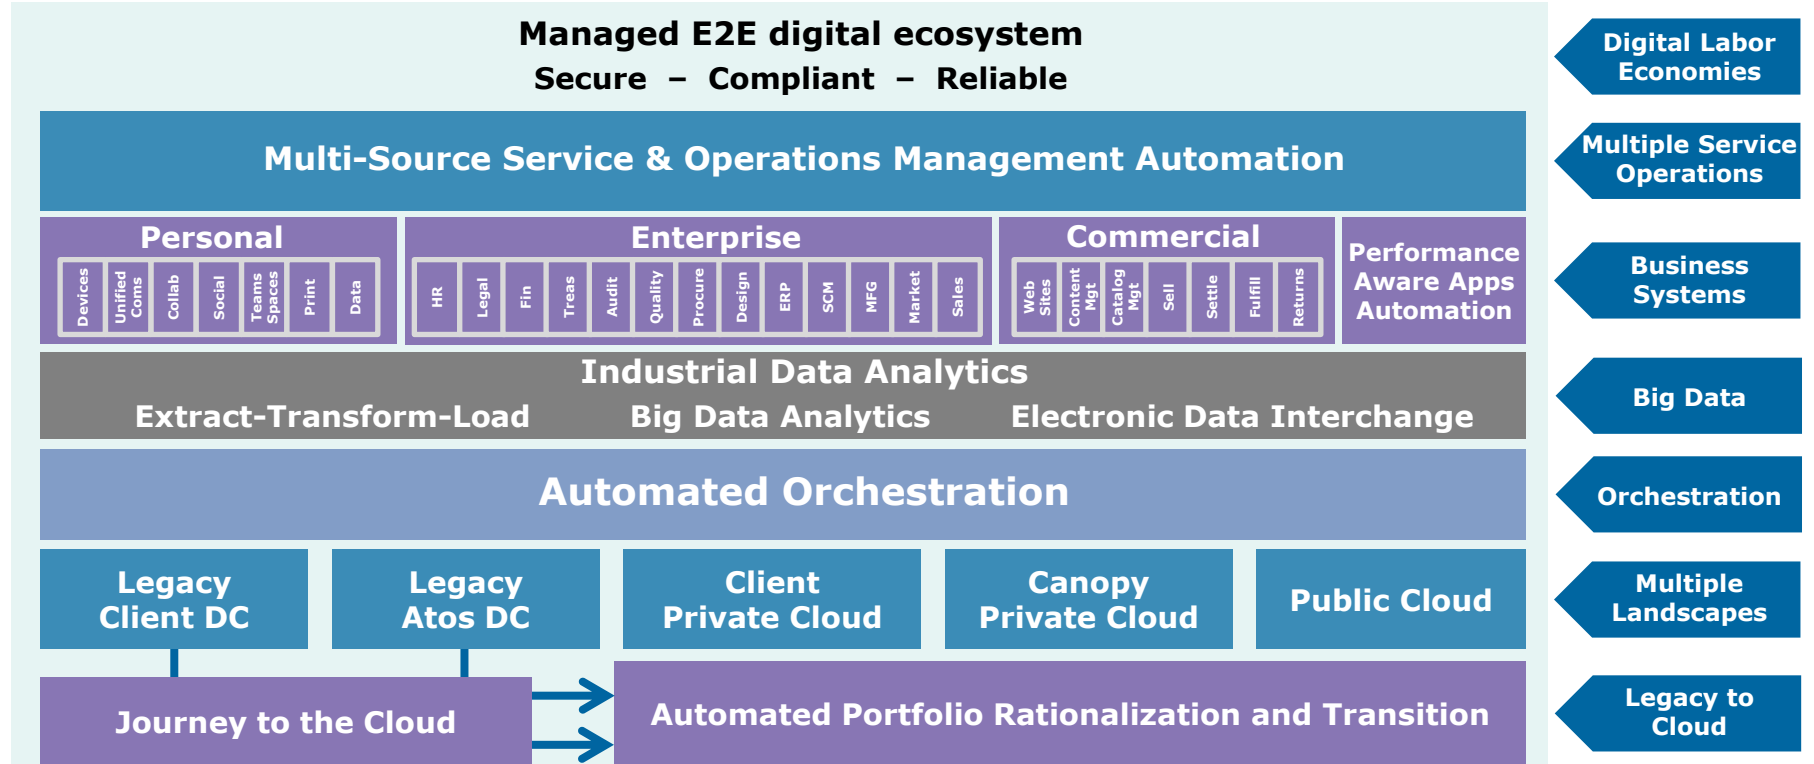 Managed E2E digital ecosystem
Secure – Compliant – Reliable
Digital Labor
Economies
Multi-Source Service & Operations Management Automation
Multiple Service
Operations
Personal
Devices
Unified
Coms
Collab
Social
Teams
Spaces
Print
Data
Enterprise
HR
Legal
Fin
Treas
Audit
Quality
Procure
Design
ERP
SCM
MFG
Market
Sales
Commercial
Web
Sites
Content
Mgt
Catalog
Mgt
Sell
Settle
Fulfill
Returns
Performance
Aware Apps
Automation
Business
Systems
Industrial Data Analytics
Extract-Transform-Load Big Data Analytics Electronic Data Interchange
Big Data
Automated Orchestration
Orchestration
Legacy
Client DC
Legacy
Atos DC
Client
Private Cloud
Canopy
Private Cloud
Public Cloud
Multiple
Landscapes
Journey to the Cloud
Automated Portfolio Rationalization and Transition
Legacy to
Cloud